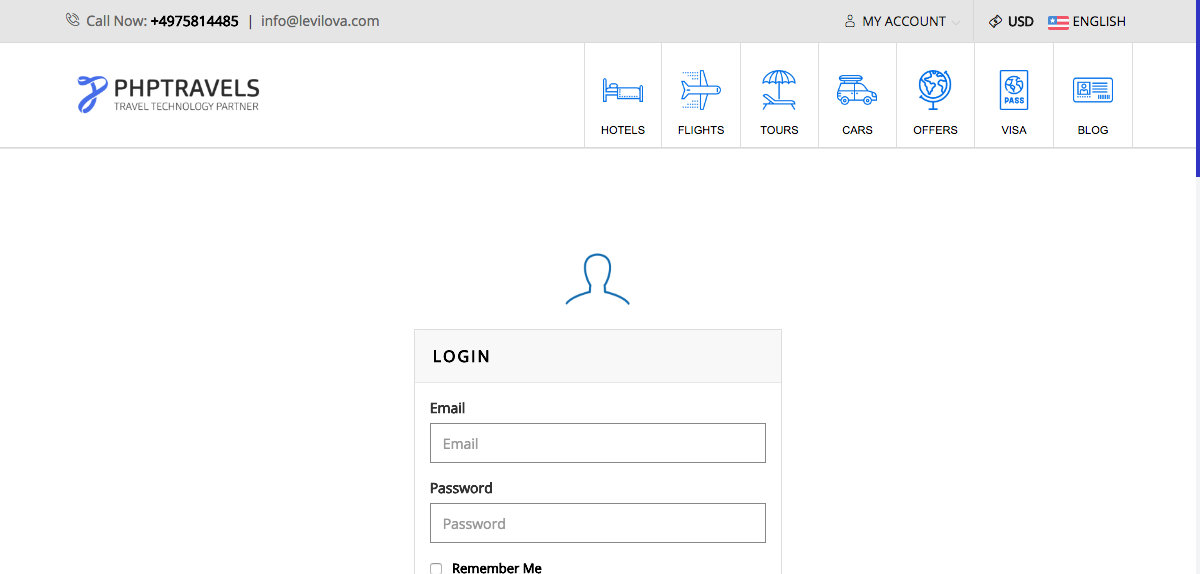 Call Now: +4975814485 | info@levilova.com
MY ACCOUNT
USD
ENGLISH
PHPTRAVELS
TRAVEL TECHNOLOGY PARTNER
HOTELS
FLIGHTS
TOURS
CARS
OFFERS
PASS
VISA
BLOG
LOGIN
Email
Email
Password
Password
Remember Me